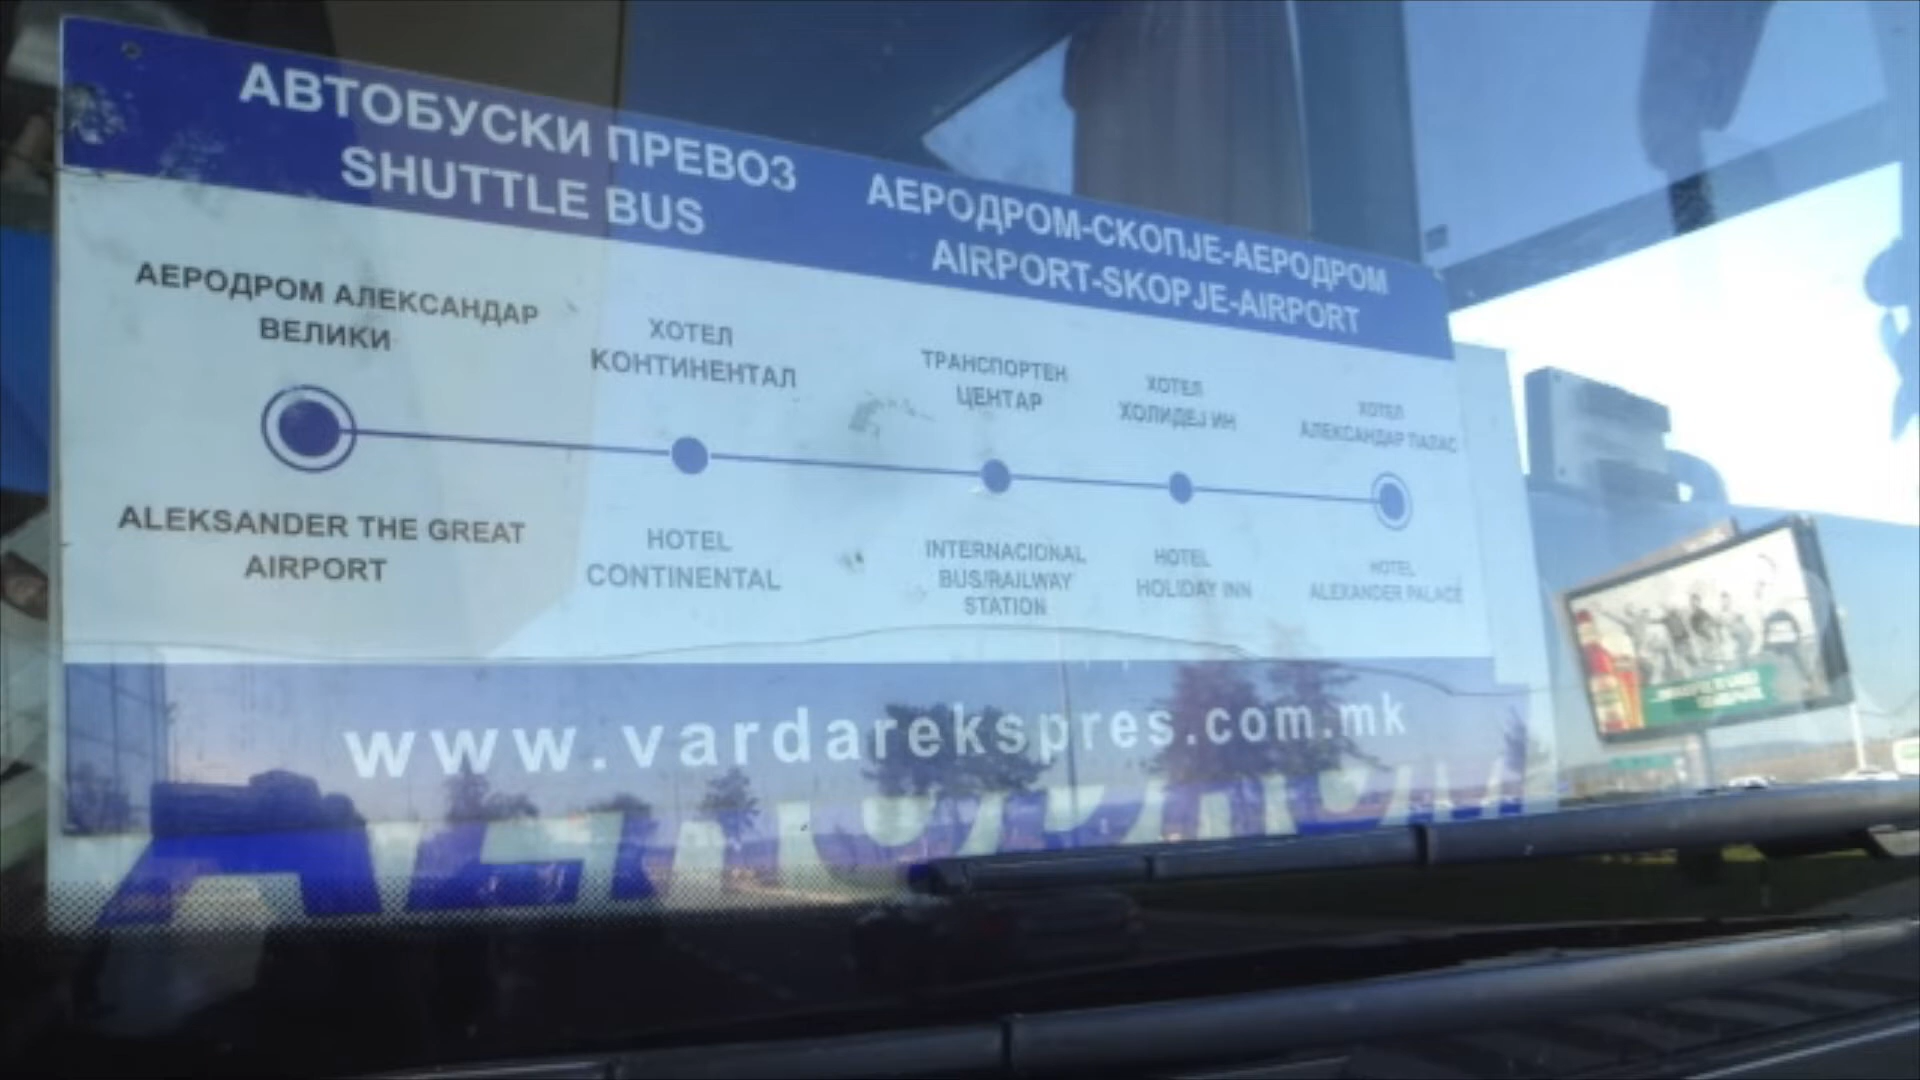 АВТОБУСКИ ПРЕВОЗ
SHUTTLE BUS
АЕРОДРОМ-СКОПЈЕ-АЕРОДРОМ
AIRPORT-SKOPJE-AIRPORT
АЕРОДРОМ АЛЕКСАНДАР
ВЕЛИКИ
ХОТЕЛ
КОНТИНЕНТАЛ
ТРАНСПОРТЕН
ЦЕНТАР
ХОТЕЛ
ХОЛИДЕЈ ИН
ХОТЕЛ
АЛЕКСАНДАР ПАЛАС
ALEKSANDER THE GREAT
AIRPORT
HOTEL
CONTINENTAL
INTERNACIONAL
BUS/RAILWAY
STATION
HOTEL
HOLIDAY INN
HOTEL
ALEXANDER PALACE
www.vardarekspres.com.mk